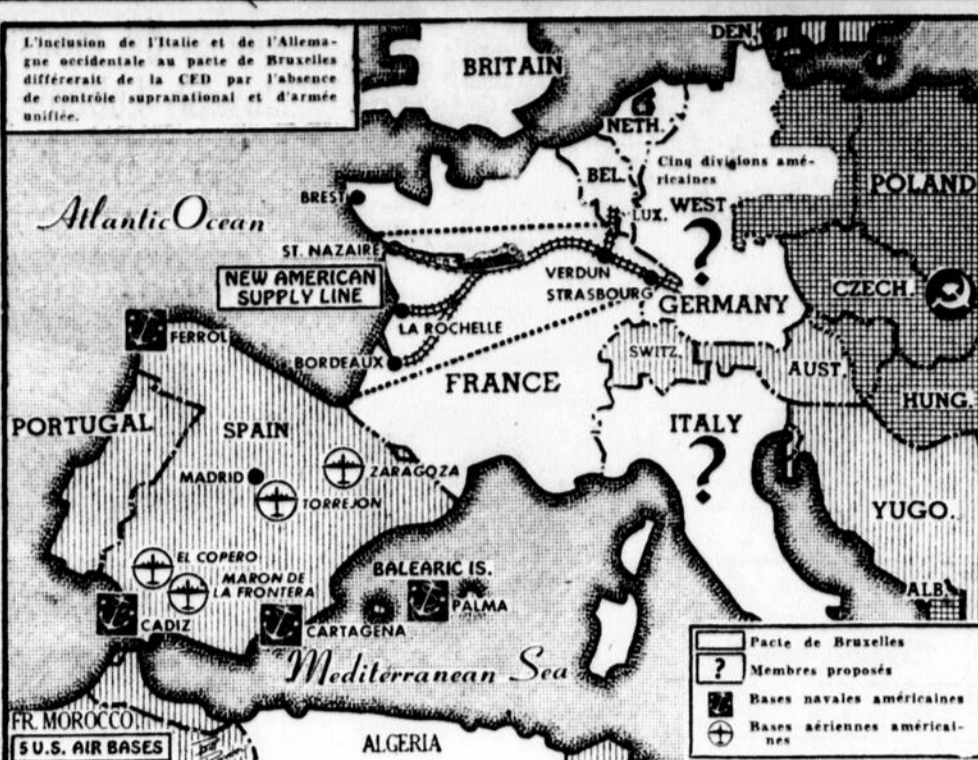 L'inclusion de l'Italie et de l'Allema-
gne occidentale au pacte de Bruxelles
différerait de la CED par l'absence
de contrôle supranational et d'armée
unifiée.
DEN.
BRITAIN
NETH.
Cinq divisions amé-
ricaines
BEL.
POLAND
BREST
LUX.
WEST
Atlantic Ocean
?
ST. NAZAIRE
VERDUN
NEW AMERICAN
SUPPLY LINE
STRASBOURG
GERMANY
CZECH.
LA ROCHELLE
FERROL
SWITZ.
BORDEAUX
AUST.
FRANCE
HUNG.
PORTUGAL
SPAIN
ITALY
?
MADRID
ZARAGOZA
TORREJON
YUGO.
EL COPERO
BALEARIC IS.
MARON DE
LA FRONTERA
ALB.
PALMA
CADIZ
CARTAGENA
Mediterranean Sea
Pacte de Bruxelles
? Membres proposés
Bases navales américaines
Bases aériennes américai-
nes
FR. MOROCCO
5 U.S. AIR BASES
ALGERIA